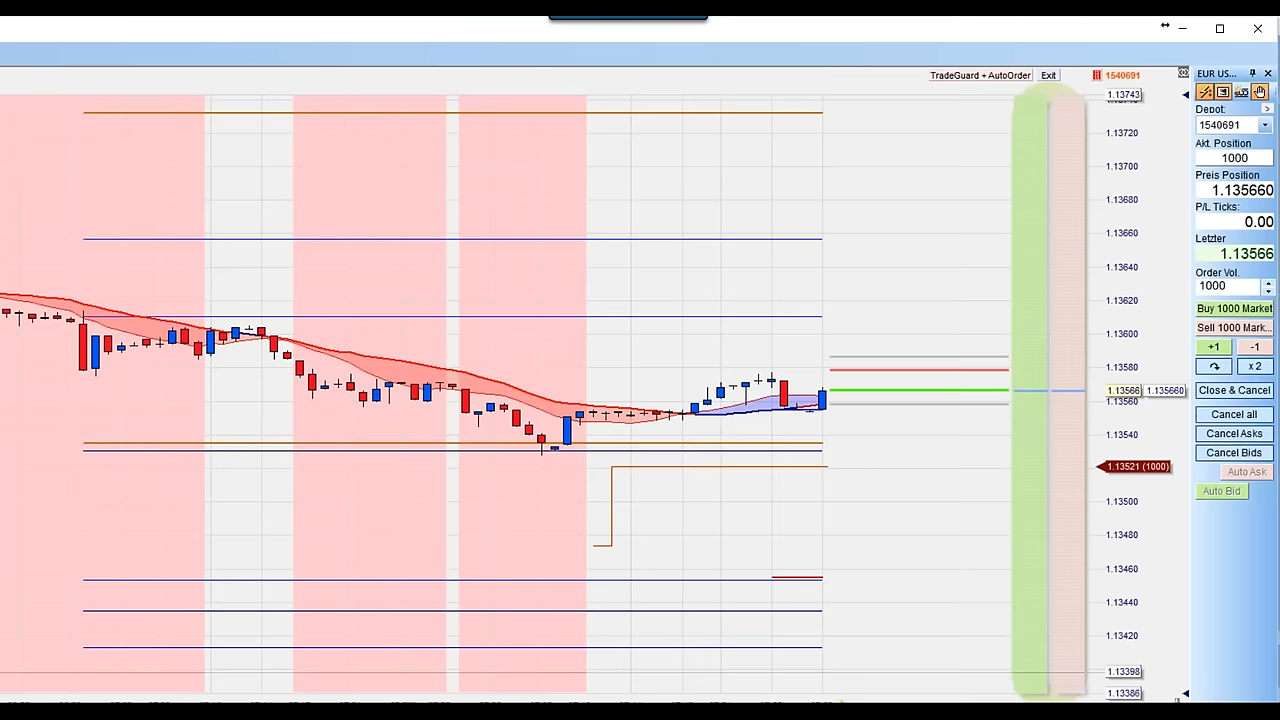 TradeGuard + AutoOrder Exit 1540691
EUR US...
1.13743
1.13720
1.13700
1.13680
1.13660
1.13640
1.13620
1.13600
1.13580
1.13566 1.135660
1.13560
1.13540
1.13521 (1000)
1.13500
1.13480
1.13460
1.13440
1.13420
1.13398
1.13386
Depot: >
1540691
Akt. Position
1000
Preis Position
1.135660
P/L Ticks:
0.00
Letzter
1.13566
Order Vol.
1000
Buy 1000 Market
Sell 1000 Mark...
+1 -1
x 2
Close & Cancel
Cancel all
Cancel Asks
Cancel Bids
Auto Ask
Auto Bid